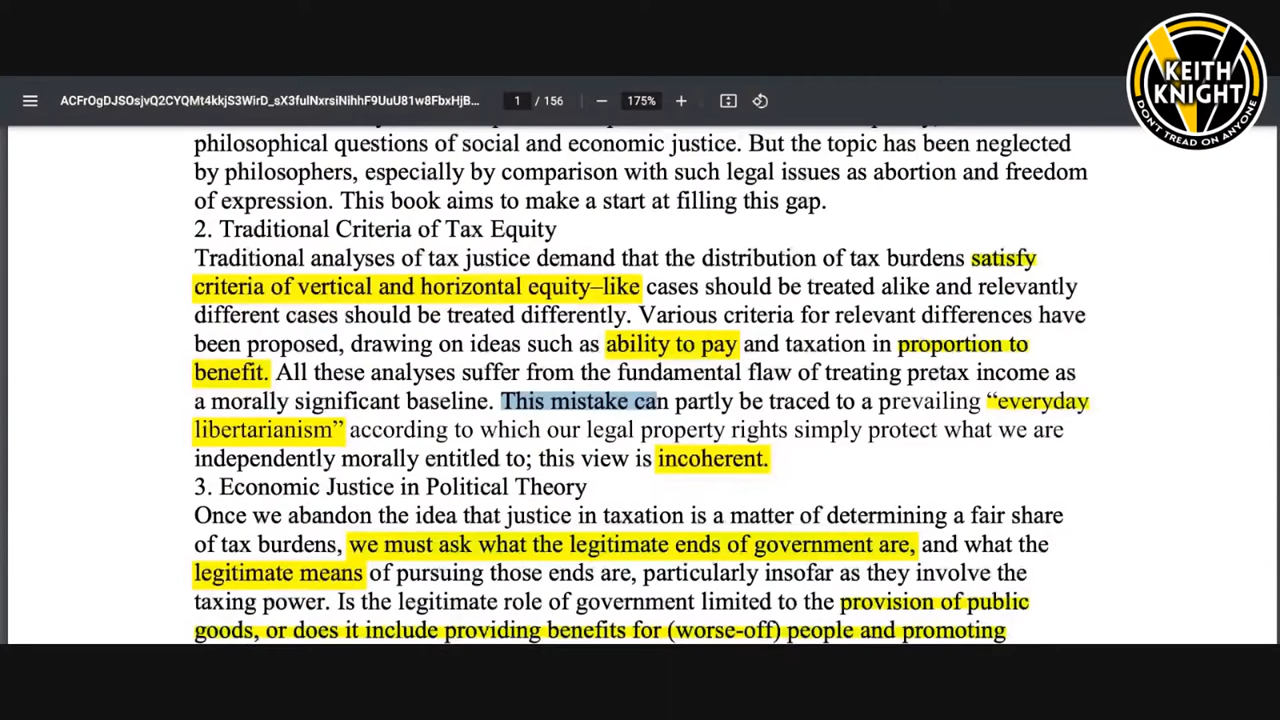 KEITH
KNIGHT
DON'T TREAD ON ANYONE
1 / 156
175%
philosophical questions of social and economic justice. But the topic has been neglected
by philosophers, especially by comparison with such legal issues as abortion and freedom
of expression. This book aims to make a start at filling this gap.
2. Traditional Criteria of Tax Equity
Traditional analyses of tax justice demand that the distribution of tax burdens satisfy
criteria of vertical and horizontal equity–like cases should be treated alike and relevantly
different cases should be treated differently. Various criteria for relevant differences have
been proposed, drawing on ideas such as ability to pay and taxation in proportion to
benefit. All these analyses suffer from the fundamental flaw of treating pretax income as
a morally significant baseline. This mistake can partly be traced to a prevailing “everyday
libertarianism” according to which our legal property rights simply protect what we are
independently morally entitled to; this view is incoherent.
3. Economic Justice in Political Theory
Once we abandon the idea that justice in taxation is a matter of determining a fair share
of tax burdens, we must ask what the legitimate ends of government are, and what the
legitimate means of pursuing those ends are, particularly insofar as they involve the
taxing power. Is the legitimate role of government limited to the provision of public
goods, or does it include providing benefits for (worse-off) people and promoting